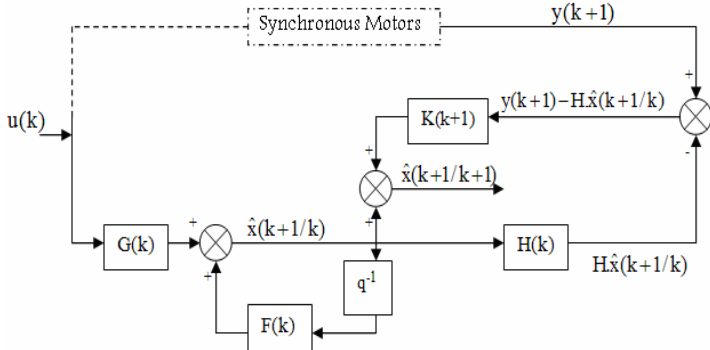 Synchronous Motors
y(k+1)
+
u(k)
K(k+1)
y(k+1)−H.x̂(k+1/k)
-
+
x̂(k+1/k+1)
+
G(k)
+
x̂(k+1/k)
H(k)
H.x̂(k+1/k)
+
q⁻¹
F(k)